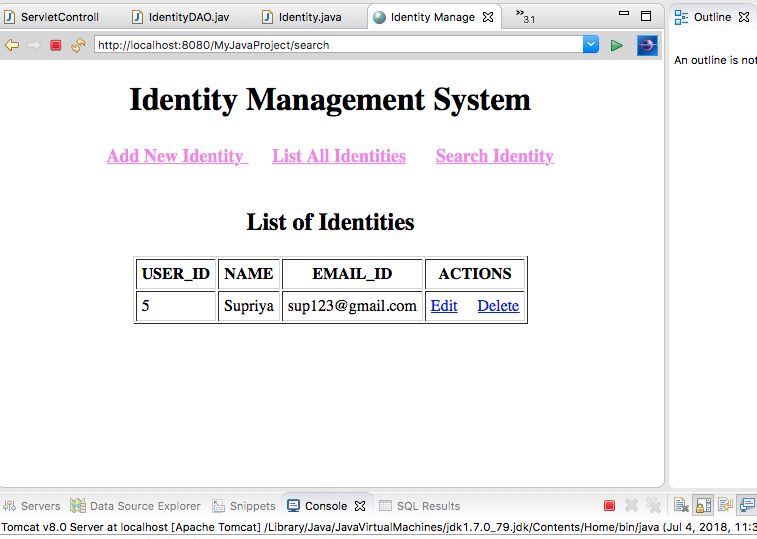 ServletControll IdentityDAO.jav Identity.java Identity Manage 31 Outline
http://localhost:8080/MyJavaProject/search
An outline is not
Identity Management System
Add New Identity List All Identities Search Identity
List of Identities
USER_ID NAME EMAIL_ID ACTIONS
5 Supriya sup123@gmail.com Edit Delete
Servers Data Source Explorer Snippets Console SQL Results
Tomcat v8.0 Server at localhost [Apache Tomcat] /Library/Java/JavaVirtualMachines/jdk1.7.0_79.jdk/Contents/Home/bin/java (Jul 4, 2018, 11:3